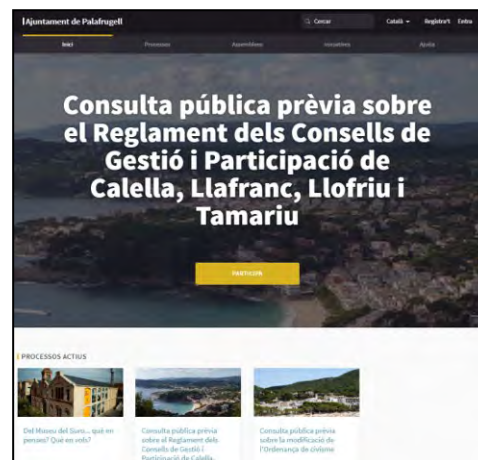 Ajuntament de Palafrugell
Cercar
Català
Registra't
Entra
Inici
Processos
Assemblees
Iniciatives
Ajuda
Consulta pública prèvia sobre
el Reglament dels Consells de
Gestió i Participació de
Calella, Llafranc, Llofriu i
Tamariu
PARTICIPA
PROCESSOS ACTIUS
Del Museu del Suro... què en
penses? Què en vols?
Consulta pública prèvia
sobre el Reglament dels
Consells de Gestió i
Participació de Calella,
Consulta pública prèvia
sobre la modificació de
l'Ordenança de civisme